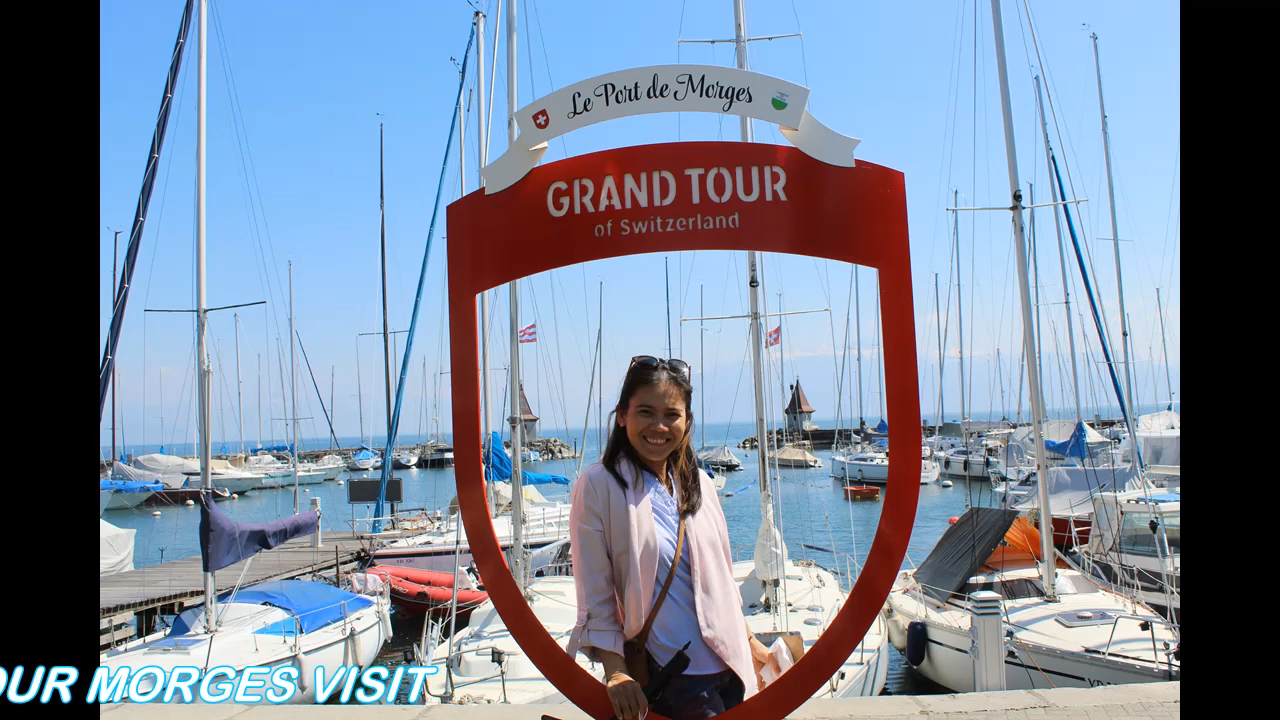 Le Port de Morges
GRAND TOUR
of Switzerland
OUR MORGES VISIT